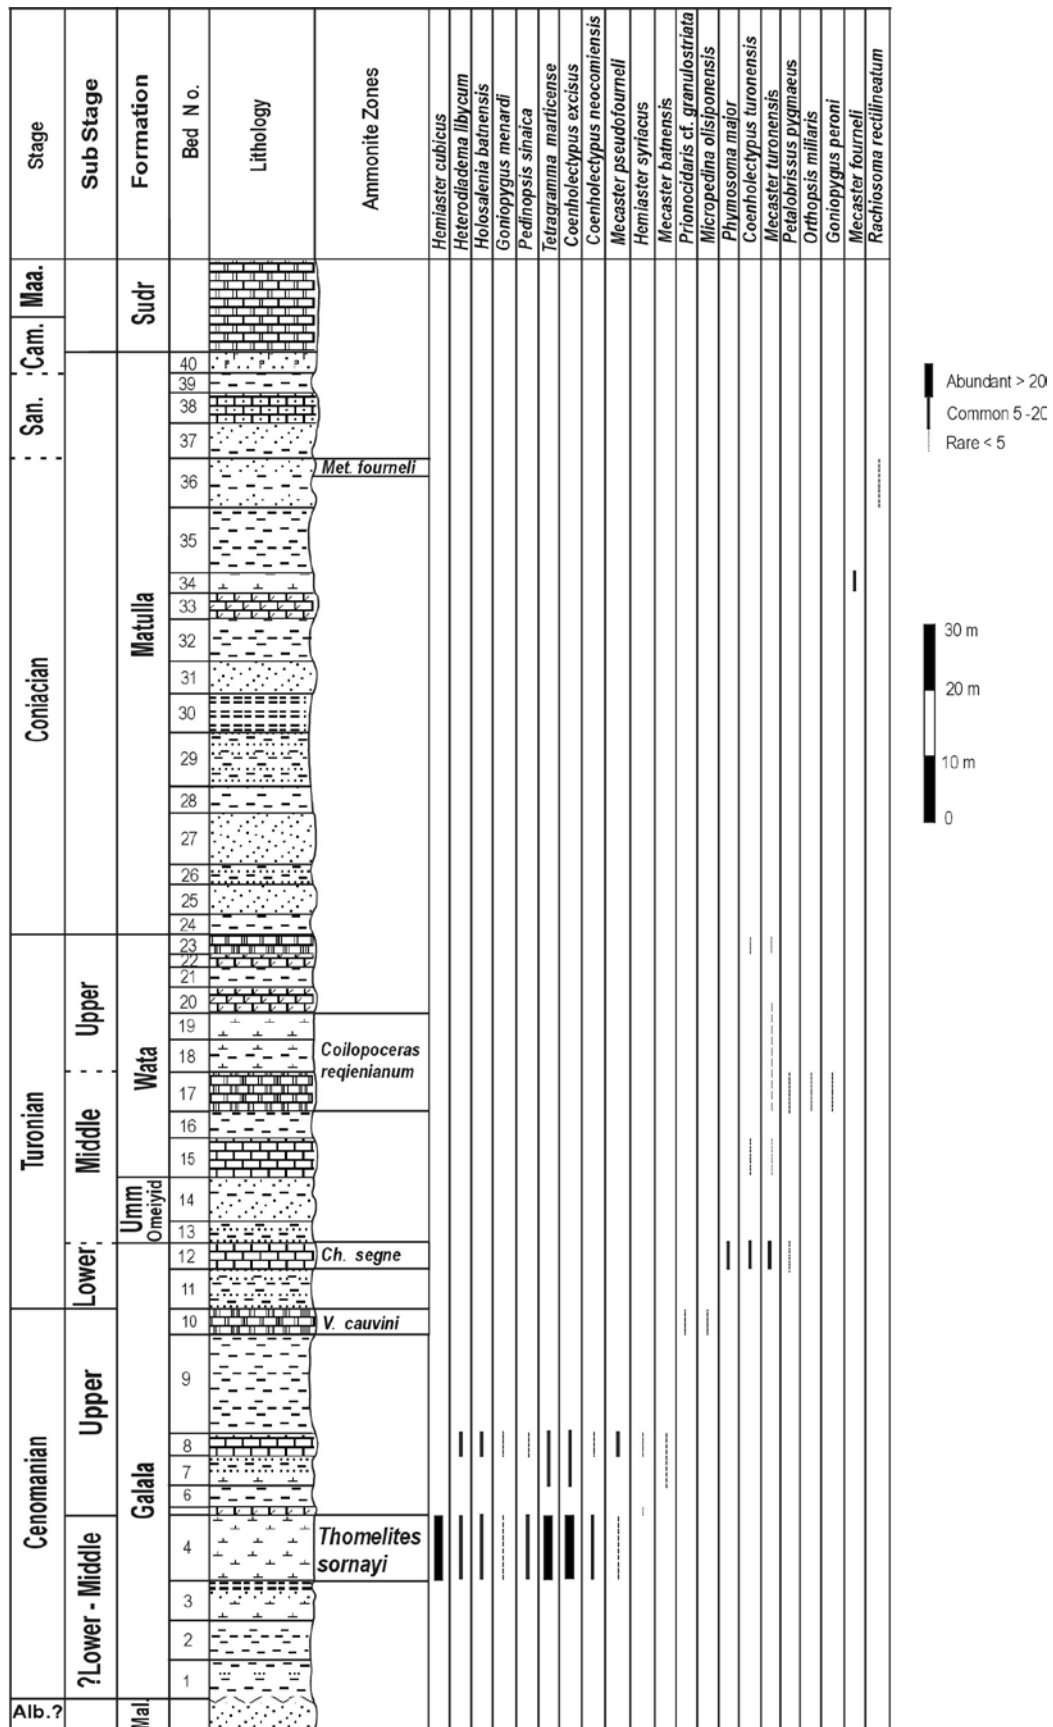 Stage
Sub Stage
Formation
Bed No.
Lithology
Ammonite Zones
Hemiaster cubicus
Heterodiadema libycum
Holosalenia batnensis
Goniopygus menardi
Pedinopsis sinaica
Tetragramma marticense
Coenholectypus excisus
Coenholectypus neocomiensis
Mecaster pseudofourneli
Hemiaster syriacus
Mecaster batnensis
Prionocidaris cf. granulostriata
Micropedina olisiponensis
Phymosoma major
Coenholectypus turonensis
Mecaster turonensis
Petalobrissus pygmaeus
Orthopsis miliaris
Goniopygus peroni
Mecaster fourneli
Rachiosoma rectilineatum
Maa.
Cam.
San.
Coniacian
Turonian
Cenomanian
Alb.?
Upper
Middle
Lower
Upper
?Lower - Middle
Sudr
Matulla
Wata
Umm
Omeiyid
Galala
Mal.
40
39
38
37
36
35
34
33
32
31
30
29
28
27
26
25
24
23
22
21
20
19
18
17
16
15
14
13
12
11
10
9
8
7
6
4
3
2
1
Met. fourneli
Coilopoceras
reqienianum
Ch. segne
V. cauvini
Thomelites
sornayi
Abundant > 20
Common 5 -20
Rare < 5
30 m
20 m
10 m
0